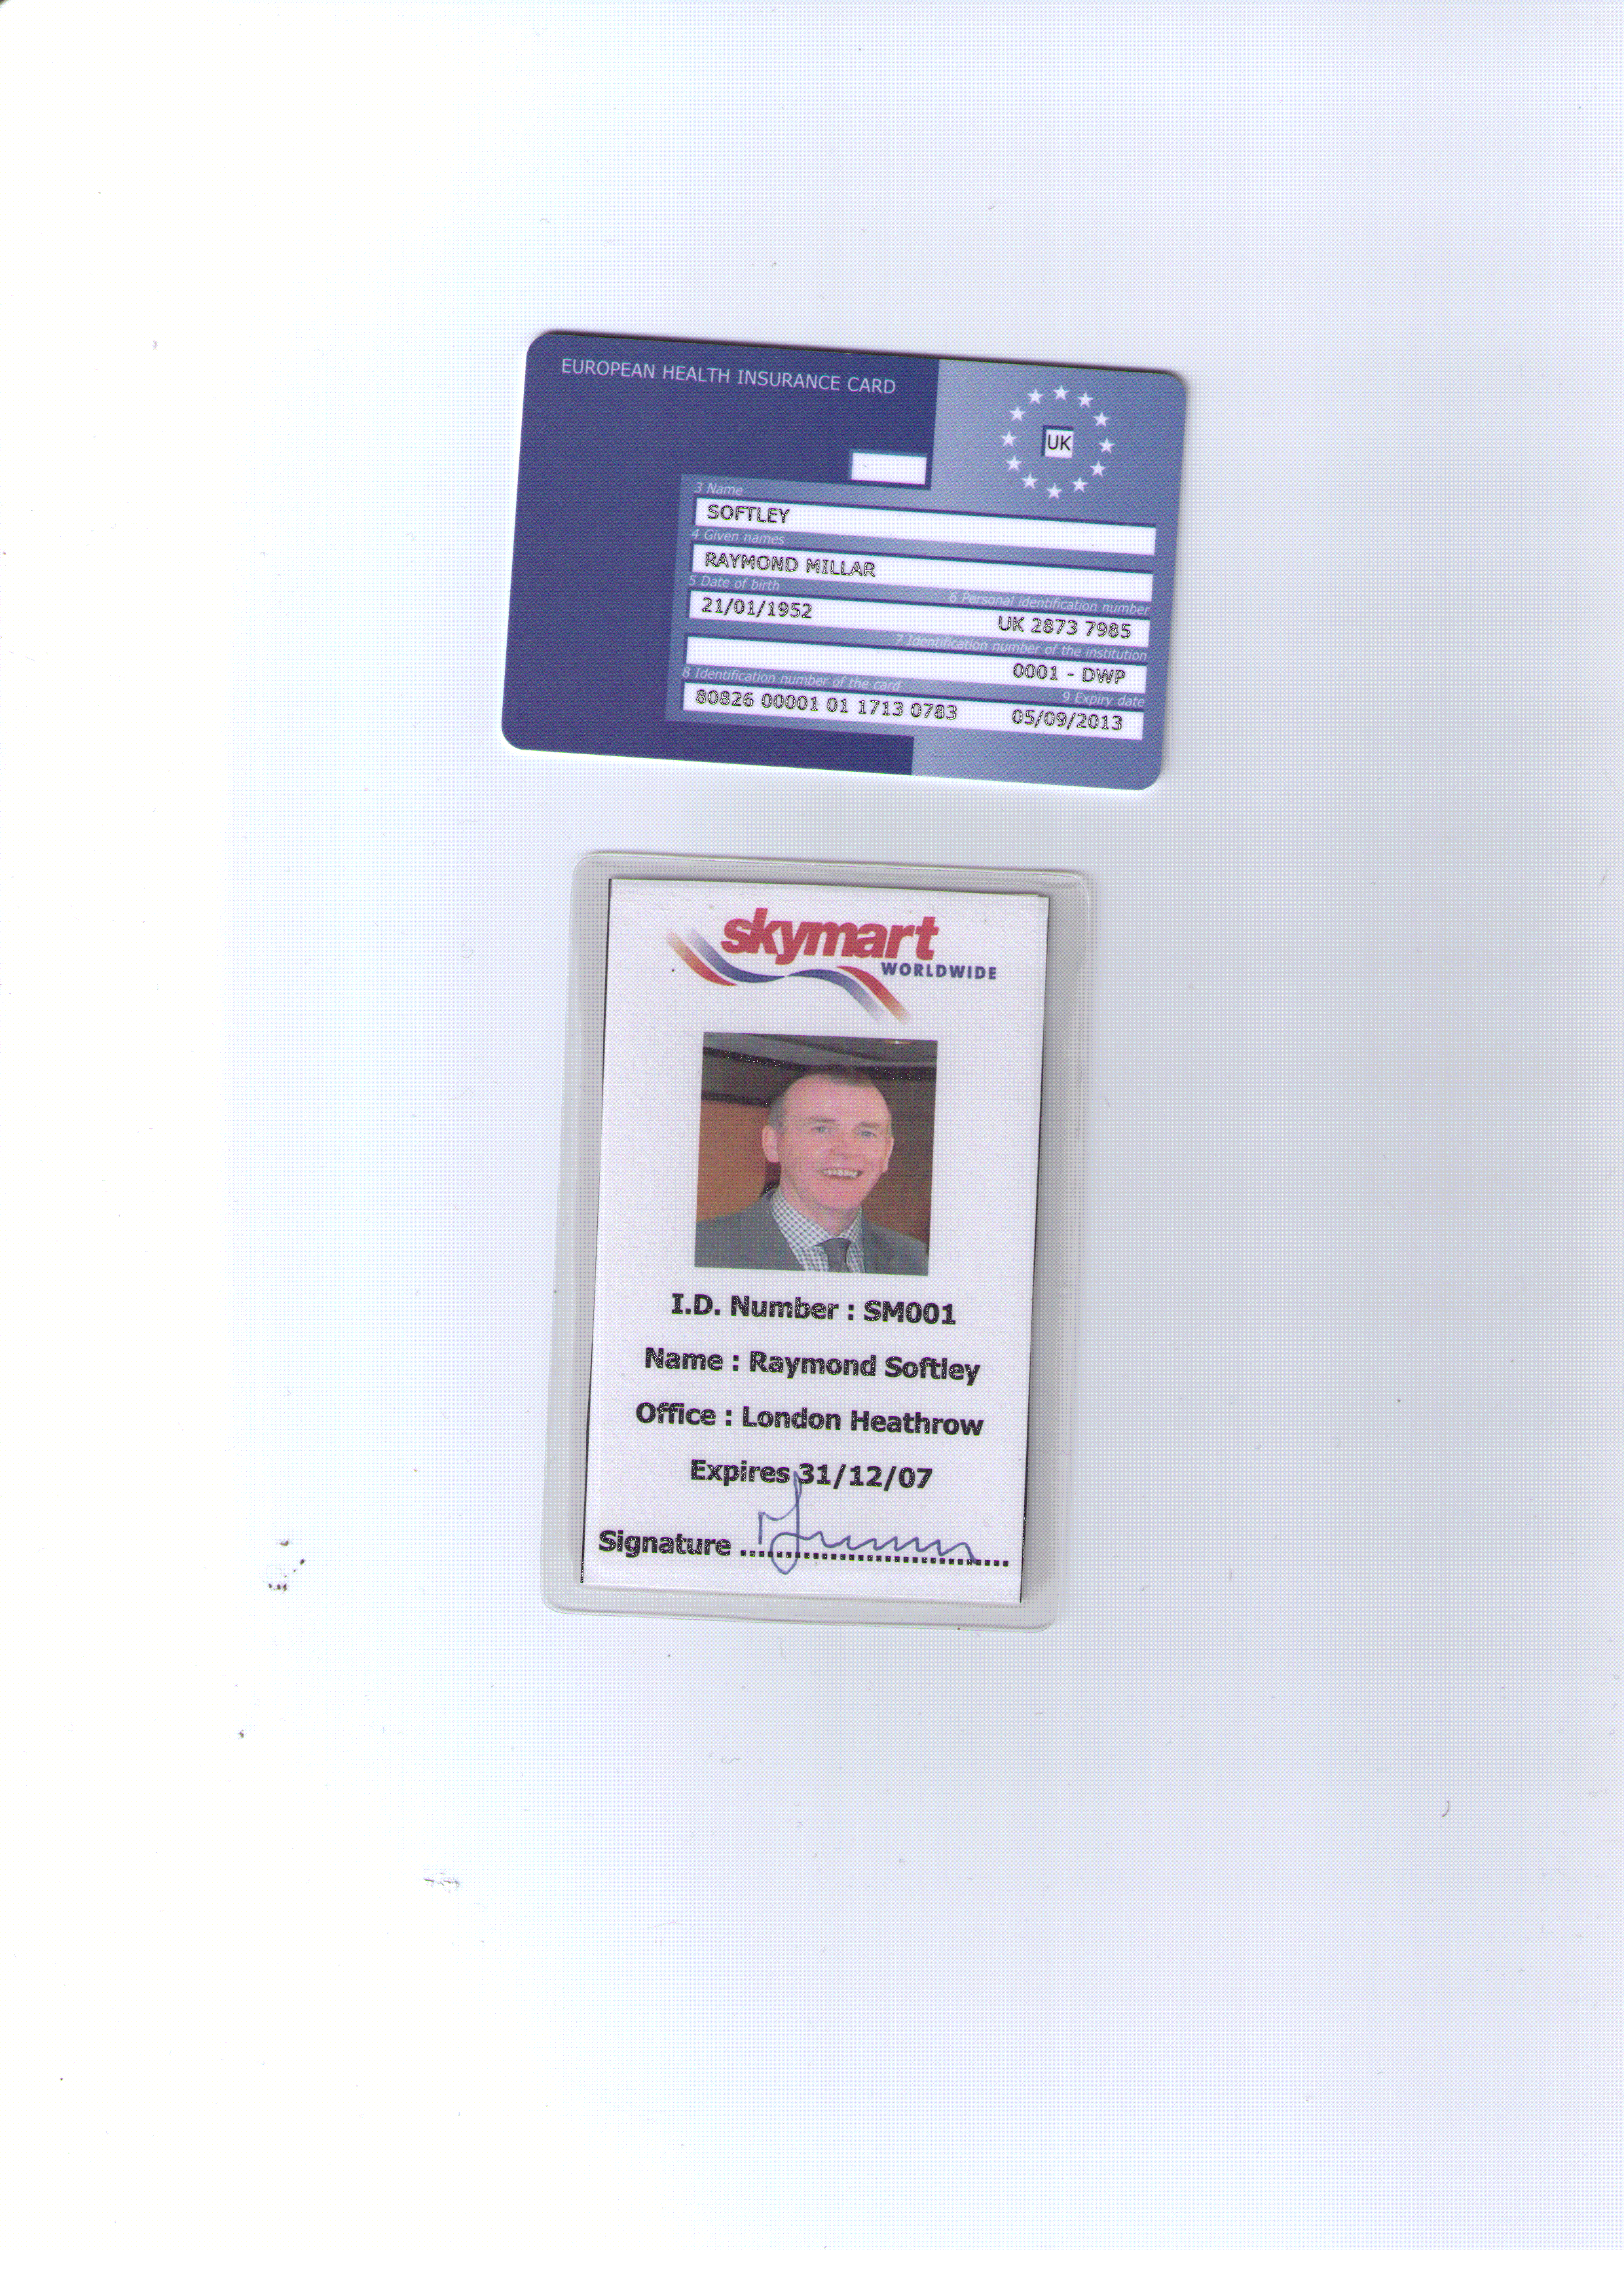 EUROPEAN HEALTH INSURANCE CARD
UK
3 Name
SOFTLEY
4 Given names
RAYMOND MILLAR
5 Date of birth
6 Personal identification number
21/01/1952
UK 2873 7985
7 Identification number of the institution
0001 - DWP
8 Identification number of the card
9 Expiry date
80826 00001 01 1713 0783
05/09/2013
skymart
WORLDWIDE
I.D. Number : SM001
Name : Raymond Softley
Office : London Heathrow
Expires 31/12/07
Signature ..............................